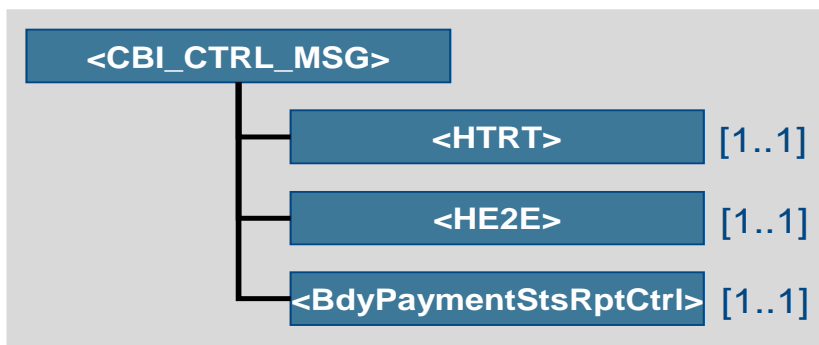 <CBI_CTRL_MSG>
<HTRT> [1..1]
<HE2E> [1..1]
<BdyPaymentStsRptCtrl> [1..1]